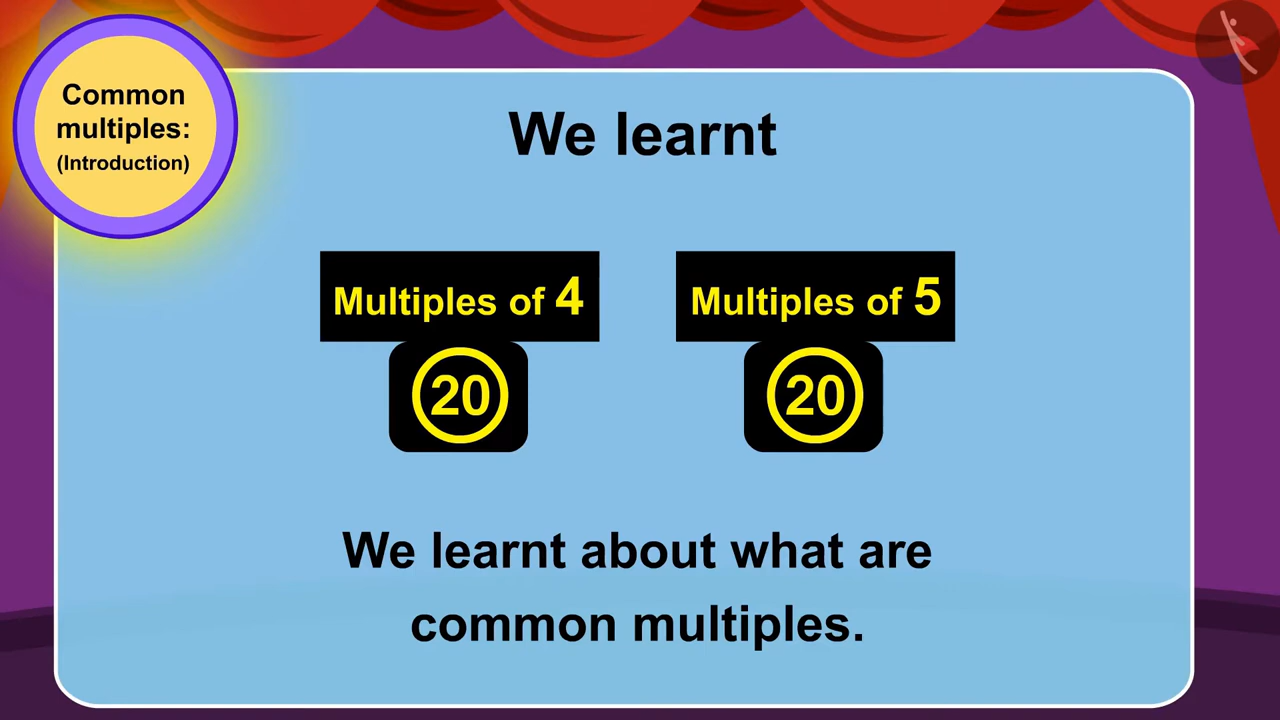 Common
multiples:
(Introduction)
We learnt
Multiples of 4
Multiples of 5
20
20
We learnt about what are
common multiples.